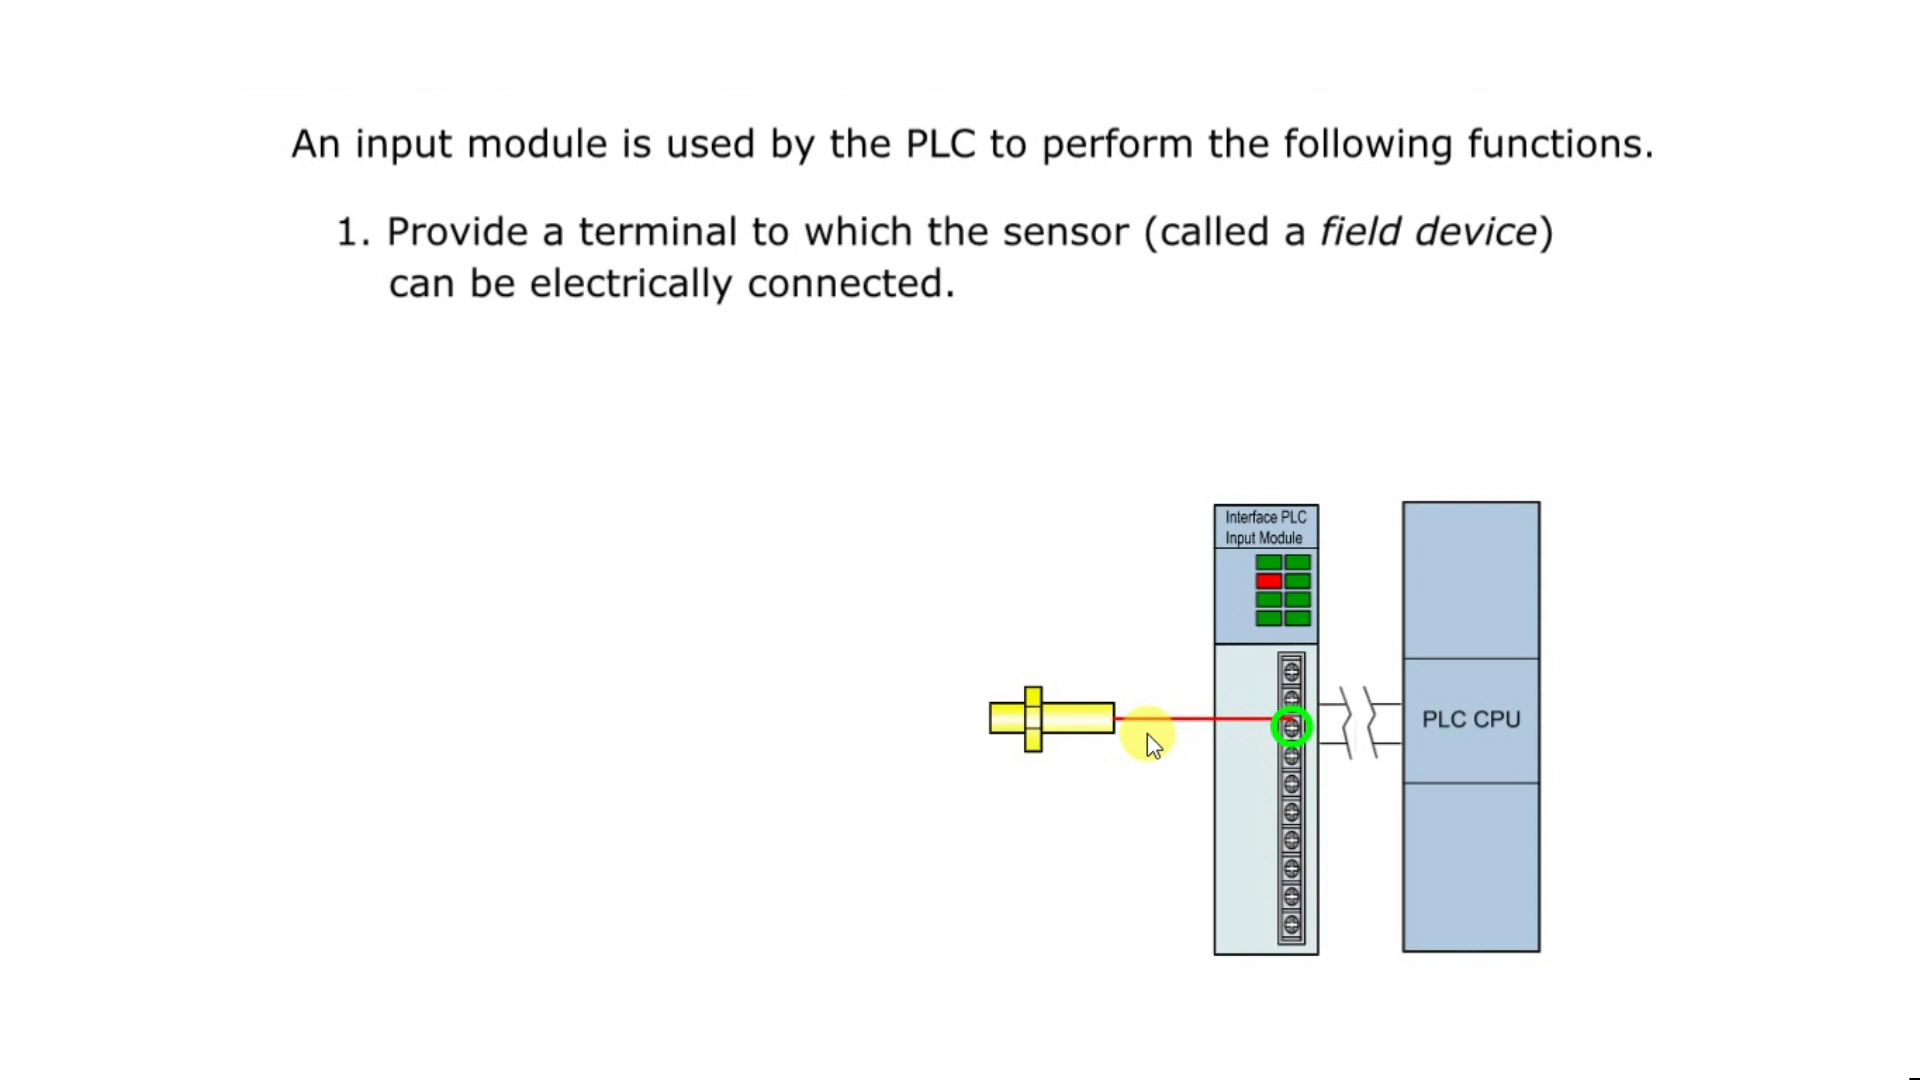 An input module is used by the PLC to perform the following functions.
1. Provide a terminal to which the sensor (called a field device)
can be electrically connected.
Interface PLC
Input Module
PLC CPU